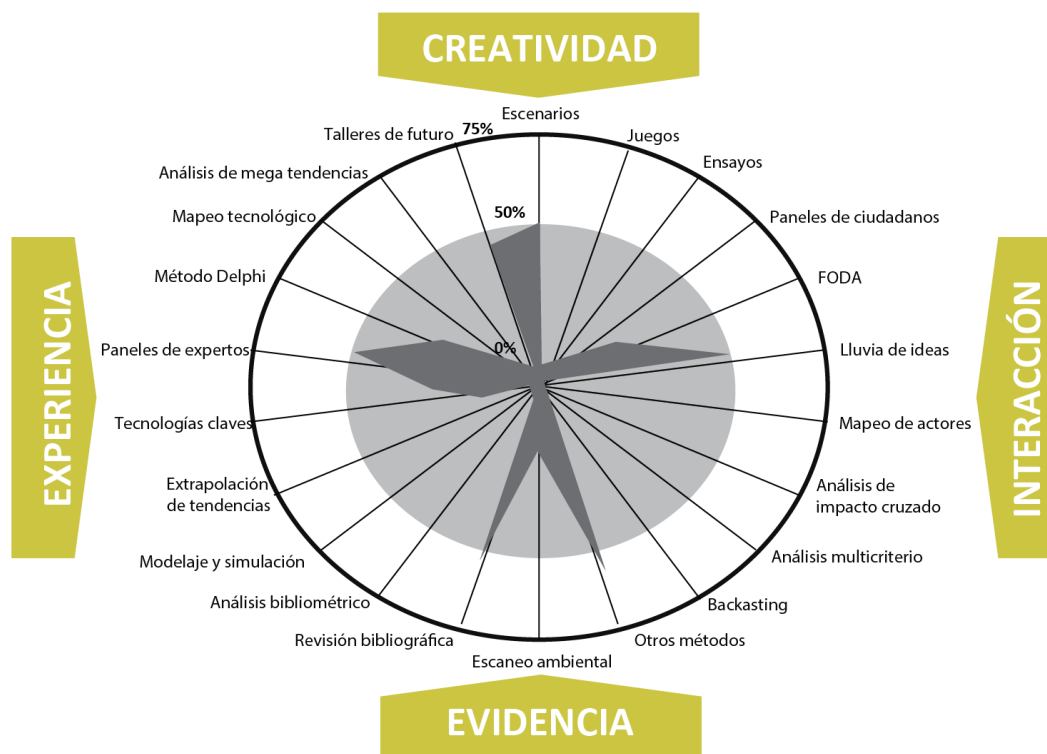 CREATIVIDAD
Escenarios
Talleres de futuro
75%
Juegos
Análisis de mega tendencias
Ensayos
Mapeo tecnológico
50%
Paneles de ciudadanos
Método Delphi
FODA
Paneles de expertos
0%
Lluvia de ideas
EXPERIENCIA
INTERACCIÓN
Tecnologías claves
Mapeo de actores
Extrapolación
de tendencias
Análisis de
impacto cruzado
Modelaje y simulación
Análisis multicriterio
Análisis bibliométrico
Backasting
Revisión bibliográfica
Otros métodos
Escaneo ambiental
EVIDENCIA